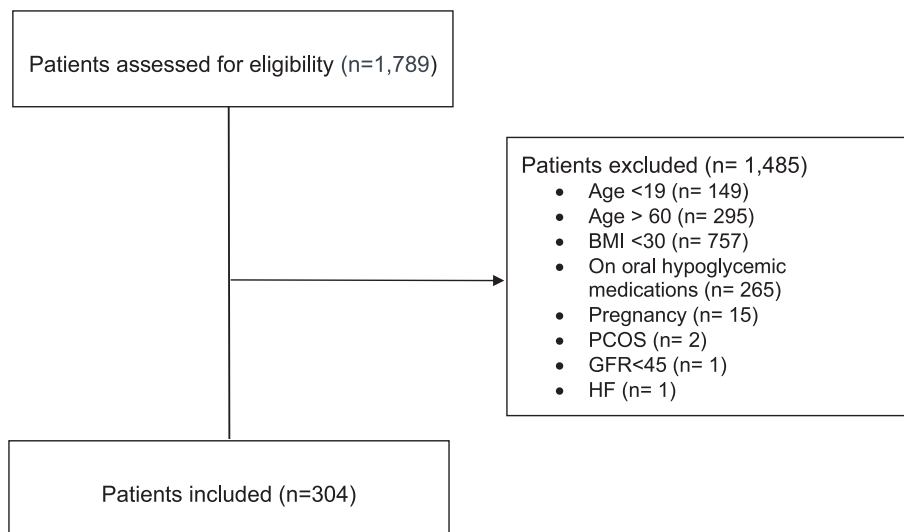 Patients assessed for eligibility (n=1,789)
Patients excluded (n= 1,485)
• Age <19 (n= 149)
• Age > 60 (n= 295)
• BMI <30 (n= 757)
• On oral hypoglycemic
medications (n= 265)
• Pregnancy (n= 15)
• PCOS (n= 2)
• GFR<45 (n= 1)
• HF (n= 1)
Patients included (n=304)